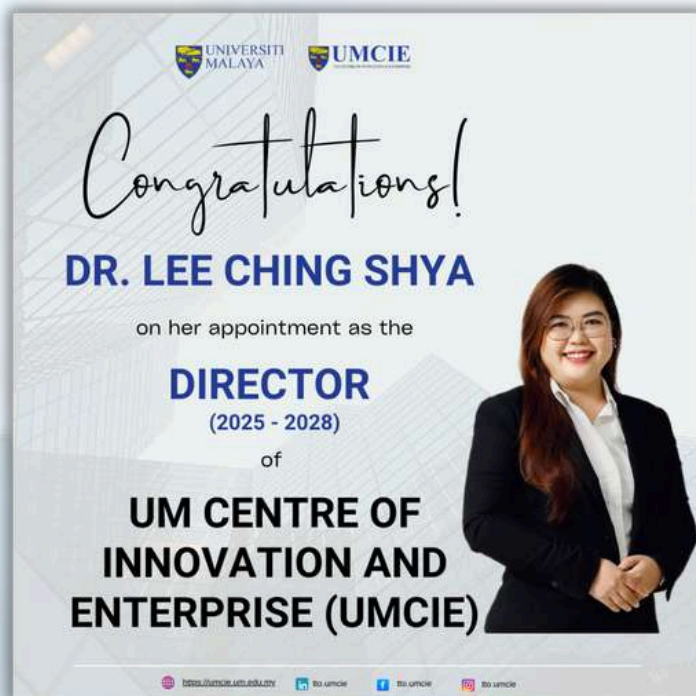 UNIVERSITI
MALAYA
UMCIE
Congratulations!
DR. LEE CHING SHYA
on her appointment as the
DIRECTOR
(2025 - 2028)
of
UM CENTRE OF
INNOVATION AND
ENTERPRISE (UMCIE)
https://umcie.um.edu.my
tto.umcie
tto.umcie
tto.umcie